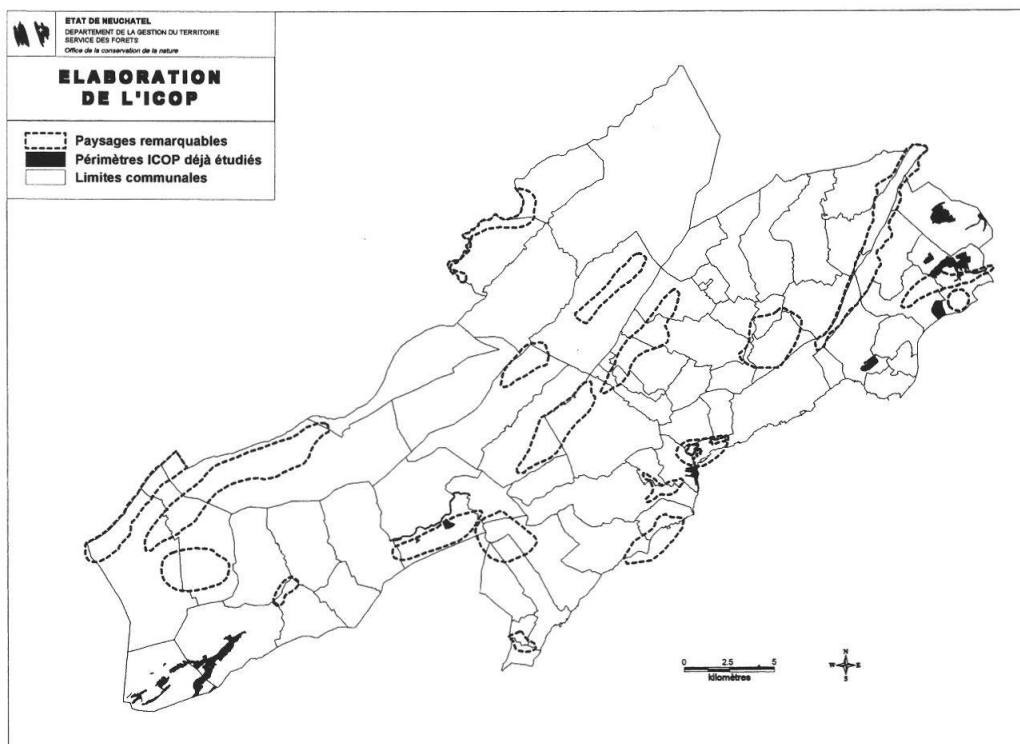 ETAT DE NEUCHATEL
DEPARTEMENT DE LA GESTION DU TERRITOIRE
SERVICE DES FORETS
Office de la conservation de la nature
ELABORATION
DE L'ICOP
Paysages remarquables
Périmètres ICOP déjà étudiés
Limites communales
0 2.5 5
kilomètres
N
W E
S